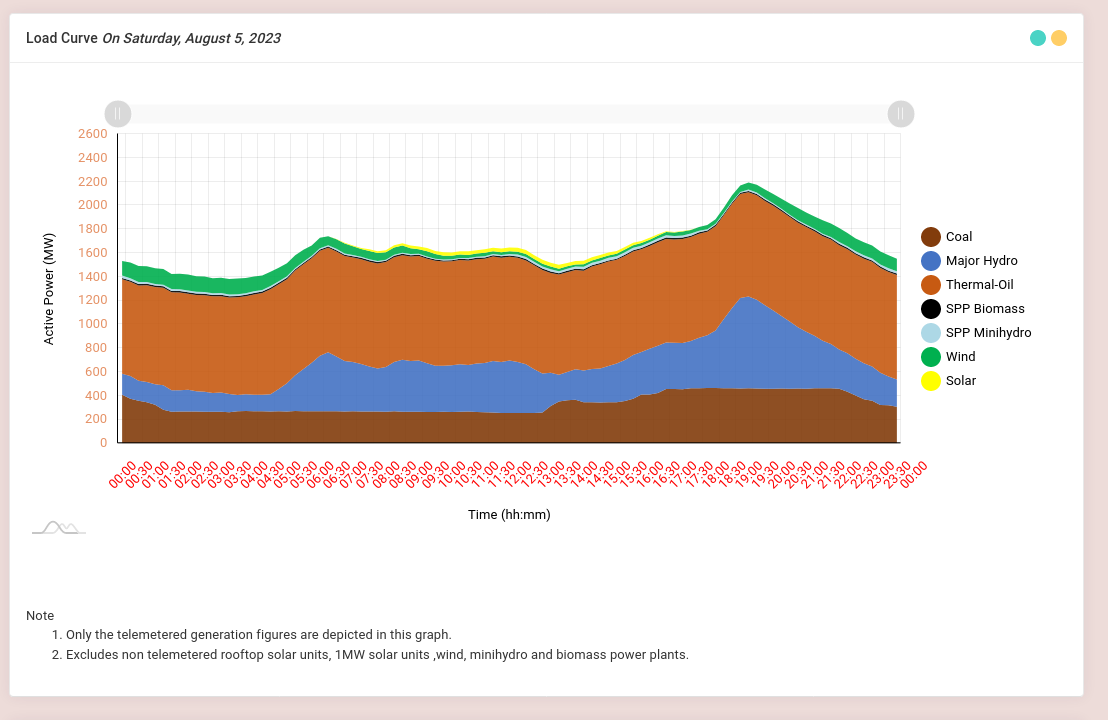 Load Curve On Saturday, August 5, 2023
2600
2400
2200
2000
1800
1600
1400
1200
1000
800
600
400
200
0
Active Power (MW)
00:00 00:30 01:00 01:30 02:00 02:30 03:00 03:30 04:00 04:30 05:00 05:30 06:00 06:30 07:00 07:30 08:00 08:30 09:00 09:30 10:00 10:30 11:00 11:30 12:00 12:30 13:00 13:30 14:00 14:30 15:00 15:30 16:00 16:30 17:00 17:30 18:00 18:30 19:00 19:30 20:00 20:30 21:00 21:30 22:00 22:30 23:00 23:30 00:00
Time (hh:mm)
Coal
Major Hydro
Thermal-Oil
SPP Biomass
SPP Minihydro
Wind
Solar
Note
1. Only the telemetered generation figures are depicted in this graph.
2. Excludes non telemetered rooftop solar units, 1MW solar units ,wind, minihydro and biomass power plants.